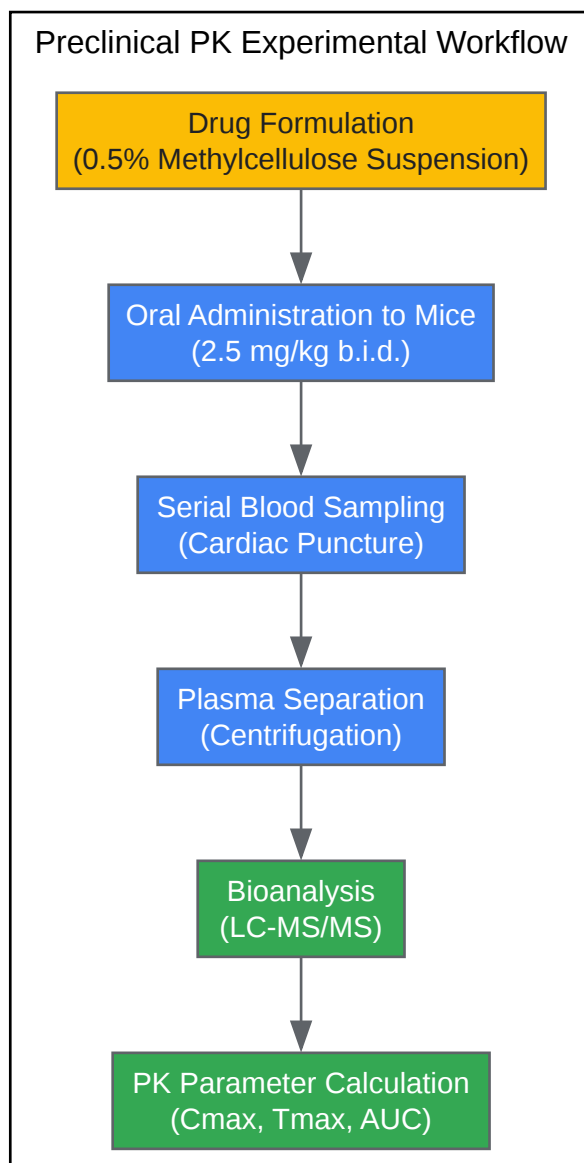 Preclinical PK Experimental Workflow
Drug Formulation
(0.5% Methylcellulose Suspension)
Oral Administration to Mice
(2.5 mg/kg b.i.d.)
Serial Blood Sampling
(Cardiac Puncture)
Plasma Separation
(Centrifugation)
Bioanalysis
(LC-MS/MS)
PK Parameter Calculation
(Cmax, Tmax, AUC)